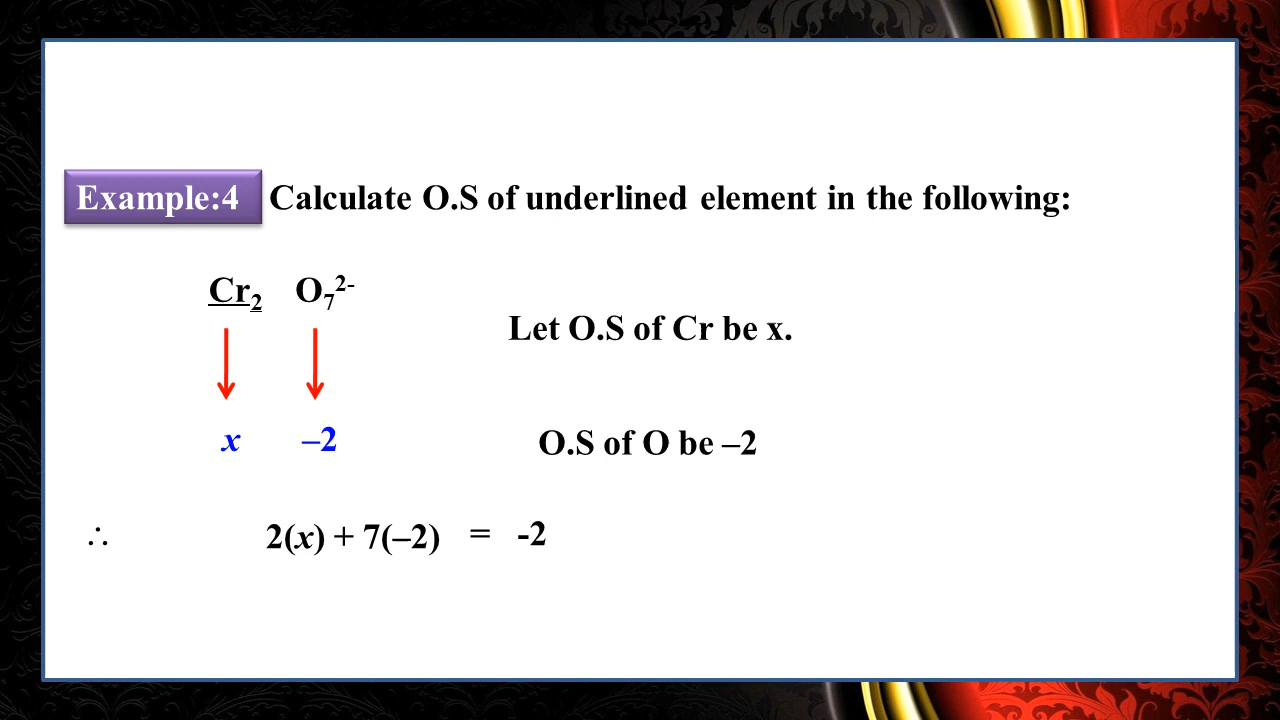 Example:4 Calculate O.S of underlined element in the following:
Cr₂ O₇²⁻
Let O.S of Cr be x.
x –2
O.S of O be –2
∴ 2(x) + 7(–2) = -2